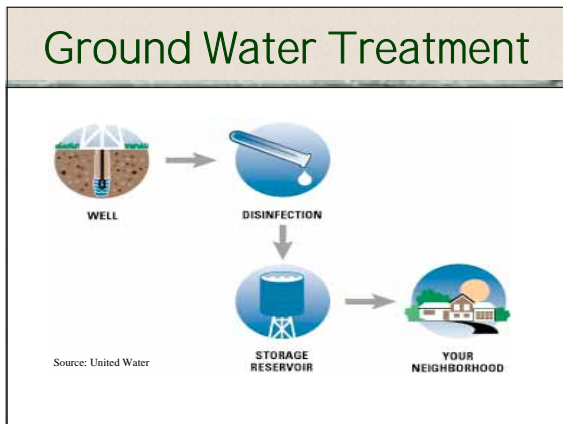 Ground Water Treatment
WELL
DISINFECTION
STORAGE
RESERVOIR
YOUR
NEIGHBORHOOD
Source: United Water